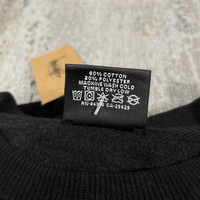 80% COTTON
20% POLYESTER
MACHINE WASH COLD
TUMBLE DRY LOW